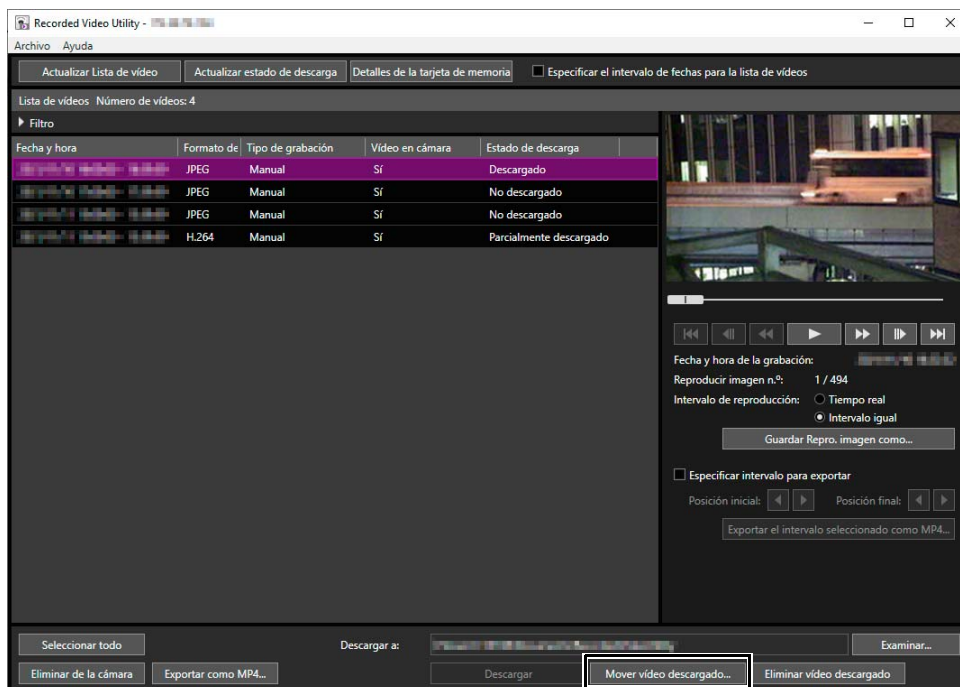 Recorded Video Utility -
Archivo Ayuda
Actualizar Lista de vídeo Actualizar estado de descarga Detalles de la tarjeta de memoria Especificar el intervalo de fechas para la lista de vídeos
Lista de vídeos Número de vídeos: 4
Filtro
Fecha y hora Formato de Tipo de grabación Vídeo en cámara Estado de descarga
JPEG Manual Sí Descargado
JPEG Manual Sí No descargado
JPEG Manual Sí No descargado
H.264 Manual Sí Parcialmente descargado
Fecha y hora de la grabación:
Reproducir imagen n.º: 1 / 494
Intervalo de reproducción: Tiempo real
Intervalo igual
Guardar Repro. imagen como...
Especificar intervalo para exportar
Posición inicial: Posición final:
Exportar el intervalo seleccionado como MP4...
Seleccionar todo Descargar a: Examinar...
Eliminar de la cámara Exportar como MP4... Descargar Mover vídeo descargado... Eliminar vídeo descargado